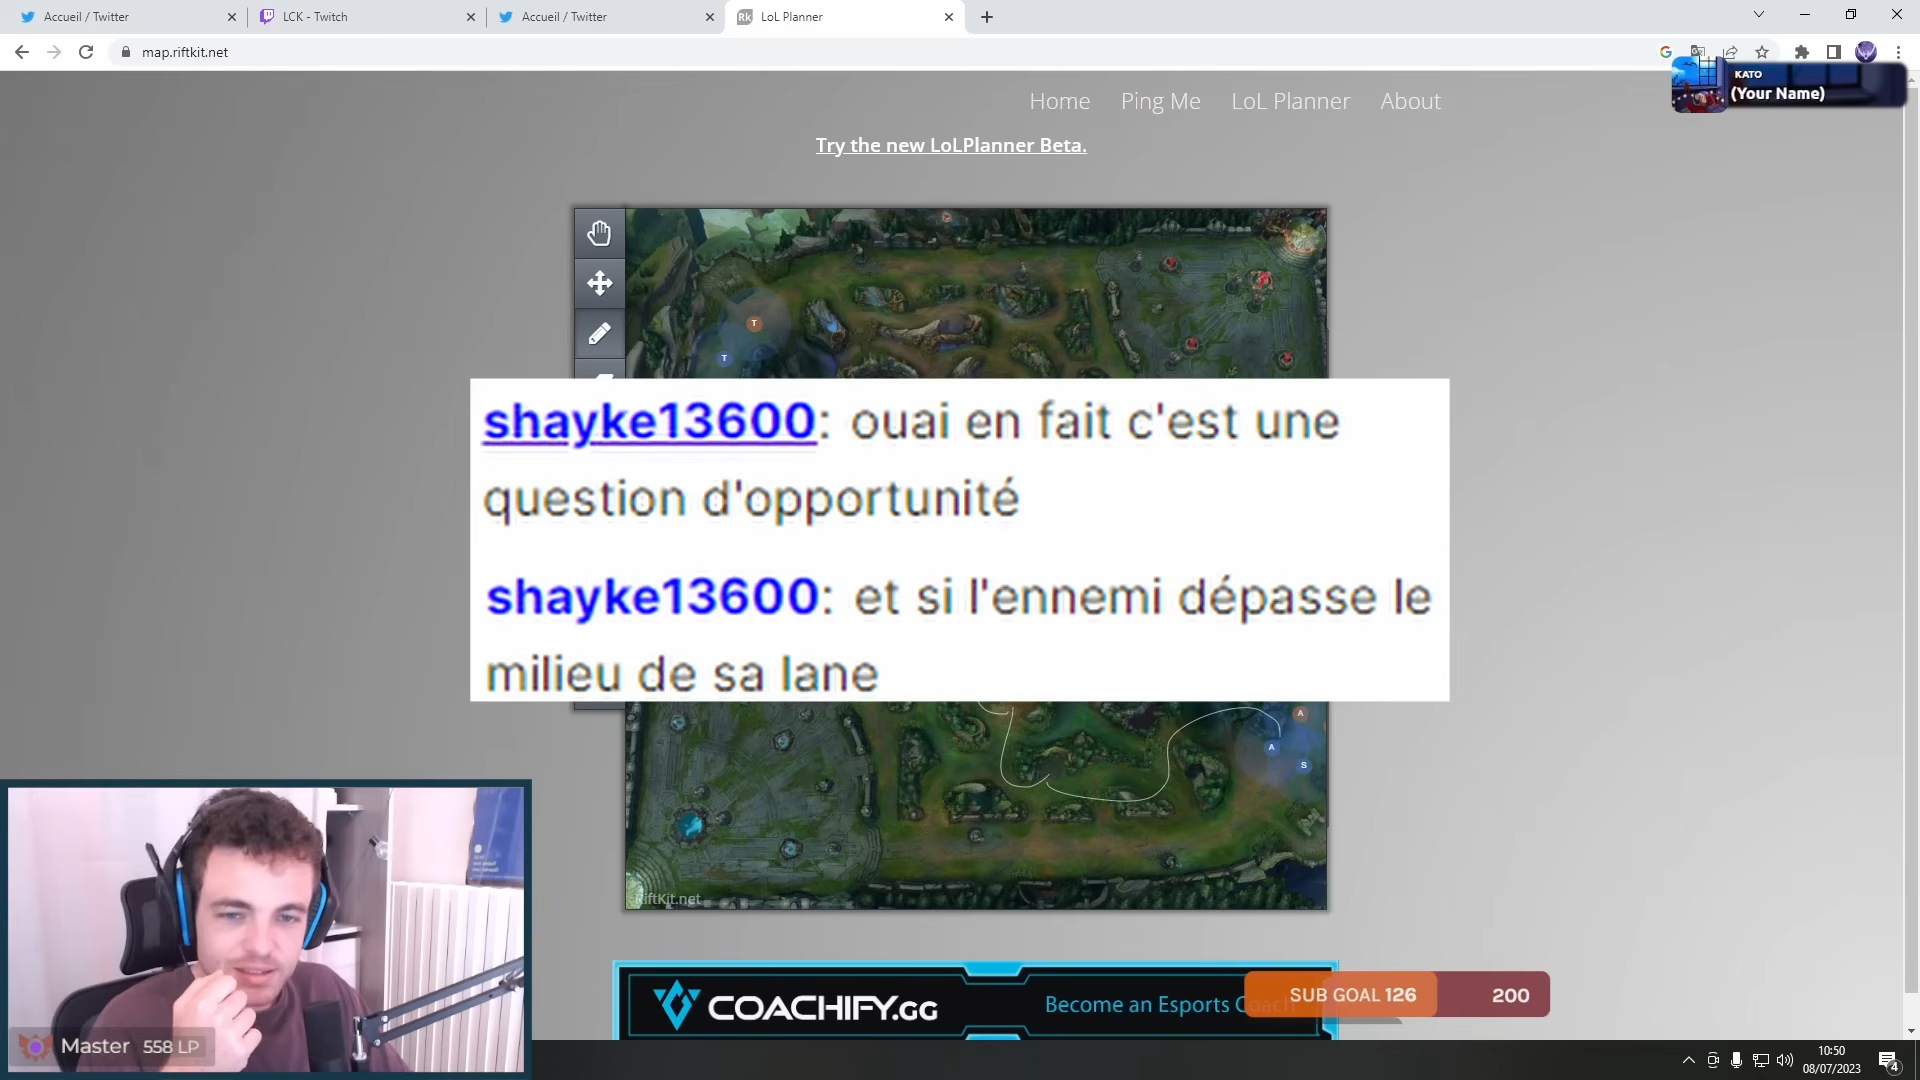 Accueil / Twitter
LCK - Twitch
Accueil / Twitter
Rk LoL Planner
map.riftkit.net
KATO
(Your Name)
Home Ping Me LoL Planner About
Try the new LoLPlanner Beta.
T
T
shayke13600: ouai en fait c'est une
question d'opportunité
shayke13600: et si l'ennemi dépasse le
milieu de sa lane
A
A
S
RiftKit.net
COACHIFY.GG
Become an Esports Coach
SUB GOAL 126 200
Master 558 LP
10:50
08/07/2023
4